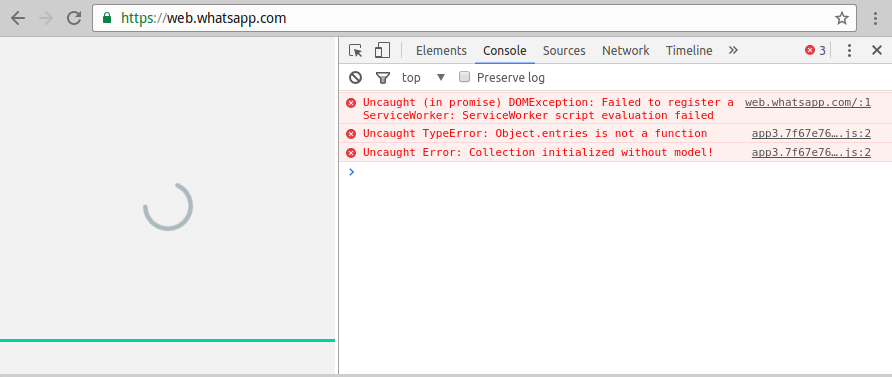 https://web.whatsapp.com
Elements Console Sources Network Timeline » 3
top Preserve log
Uncaught (in promise) DOMException: Failed to register a web.whatsapp.com/:1
ServiceWorker: ServiceWorker script evaluation failed
Uncaught TypeError: Object.entries is not a function app3.7f67e76….js:2
Uncaught Error: Collection initialized without model! app3.7f67e76….js:2